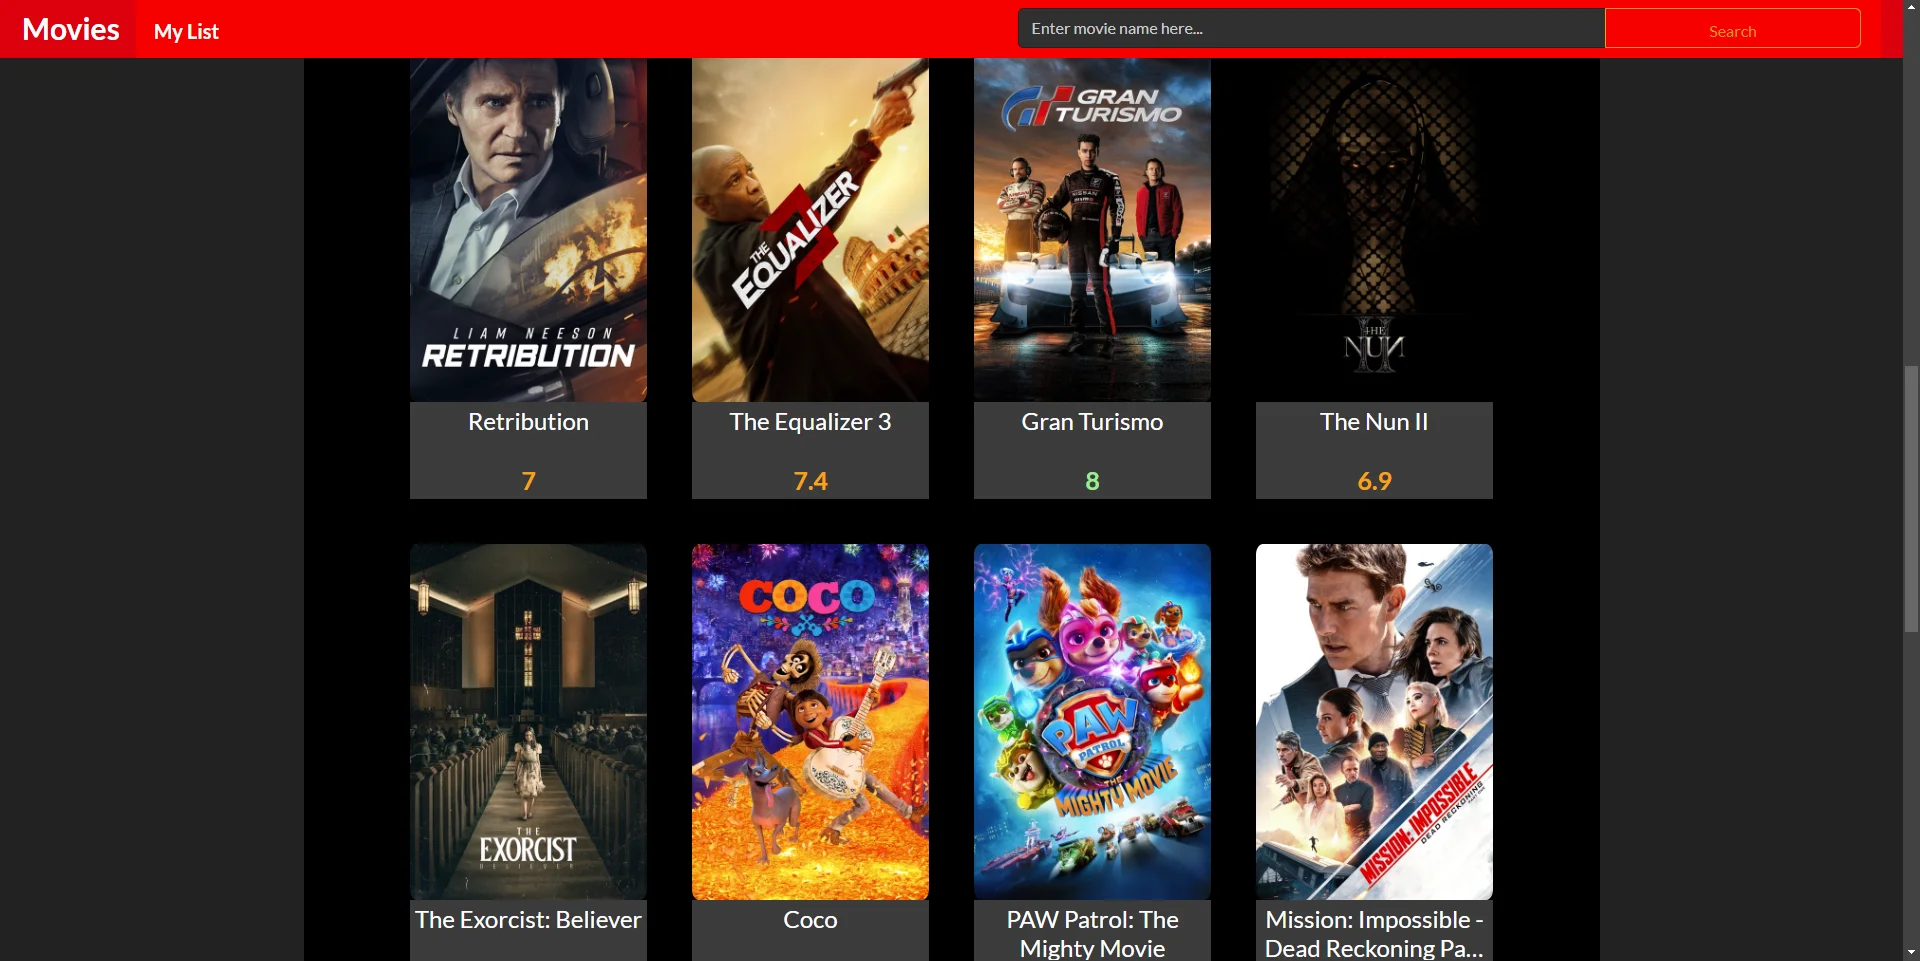 Movies
My List
Enter movie name here...
Search
LIAM NEESON
RETRIBUTION
THE
EQUALIZER
3
GRAN
TURISMO
NISSAN
THE
NUN
II
Retribution
The Equalizer 3
Gran Turismo
The Nun II
7
7.4
8
6.9
THE
EXORCIST
BELIEVER
COCO
PAW
PATROL
THE
MIGHTY MOVIE
MISSION: IMPOSSIBLE
DEAD RECKONING
The Exorcist: Believer
Coco
PAW Patrol: The
Mighty Movie
Mission: Impossible -
Dead Reckoning Pa...